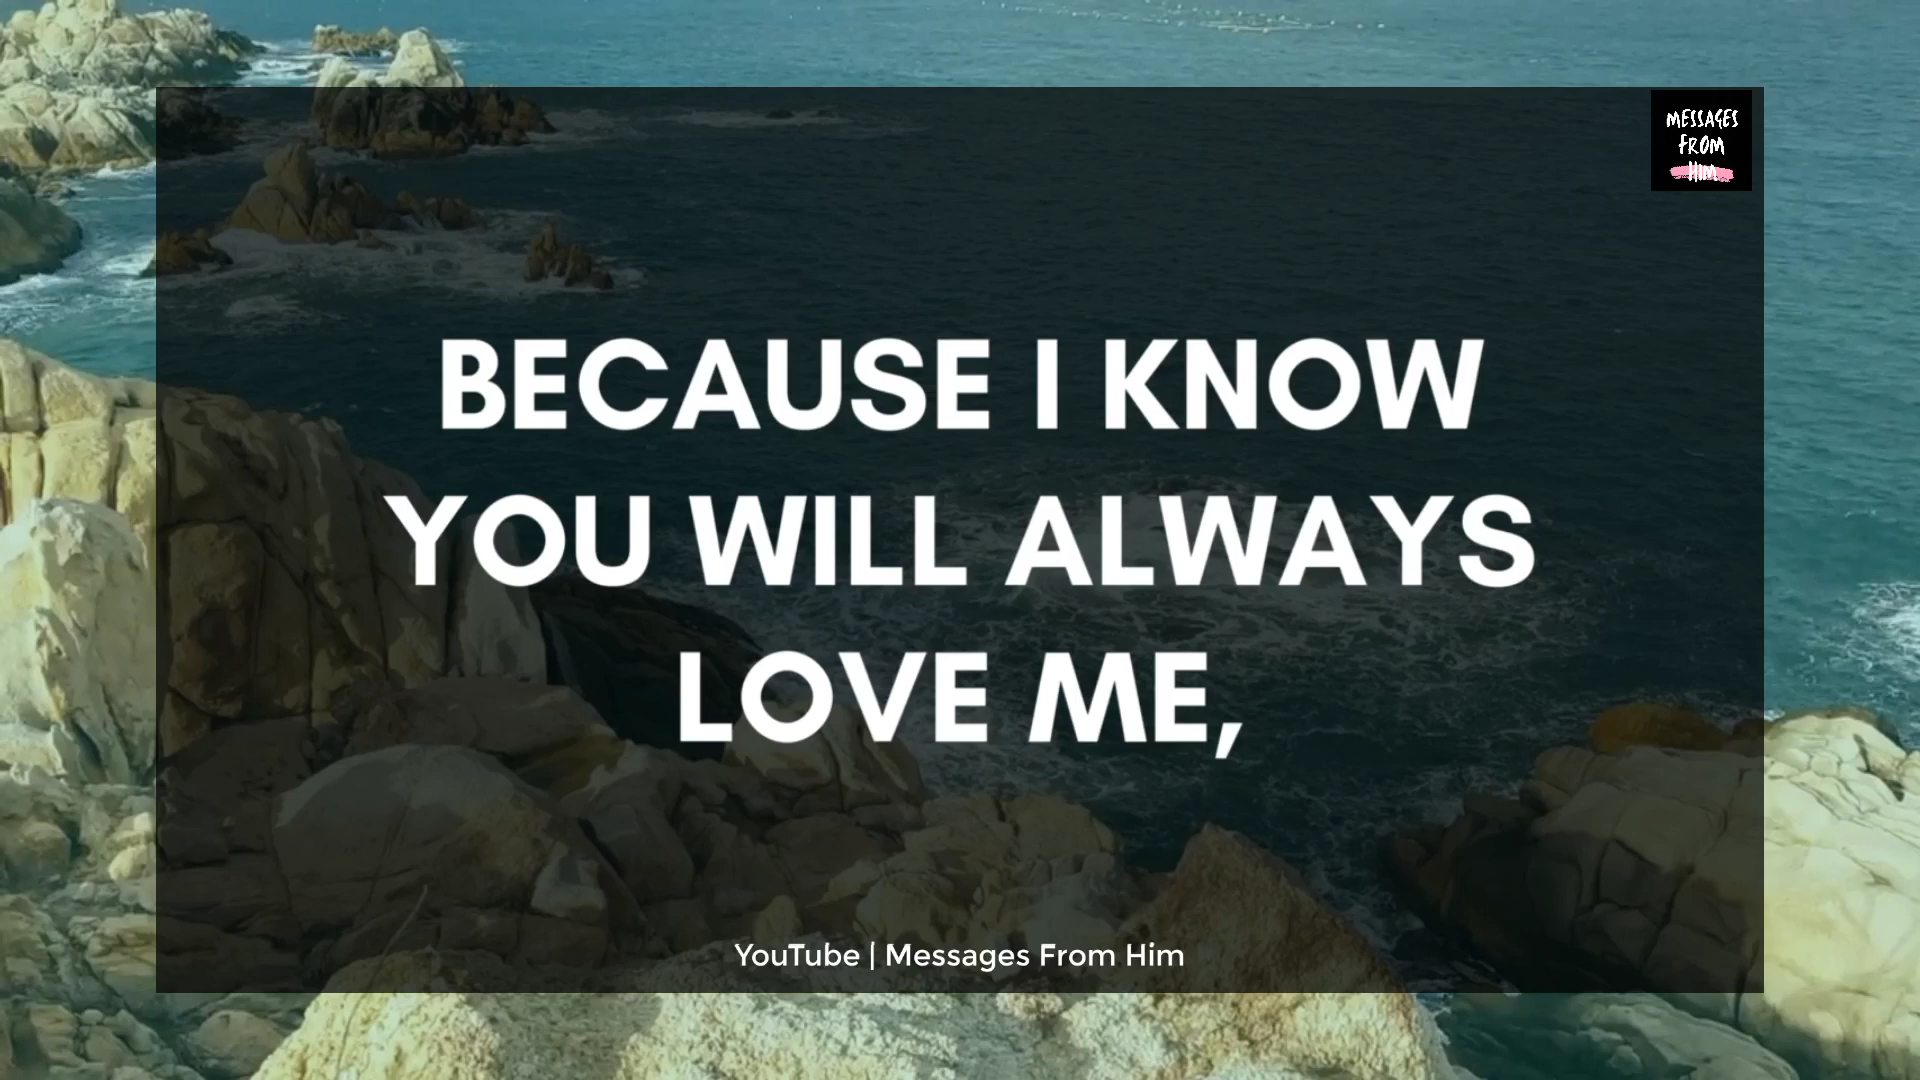 MESSAGES
FROM
HIM
BECAUSE I KNOW
YOU WILL ALWAYS
LOVE ME,
YouTube | Messages From Him